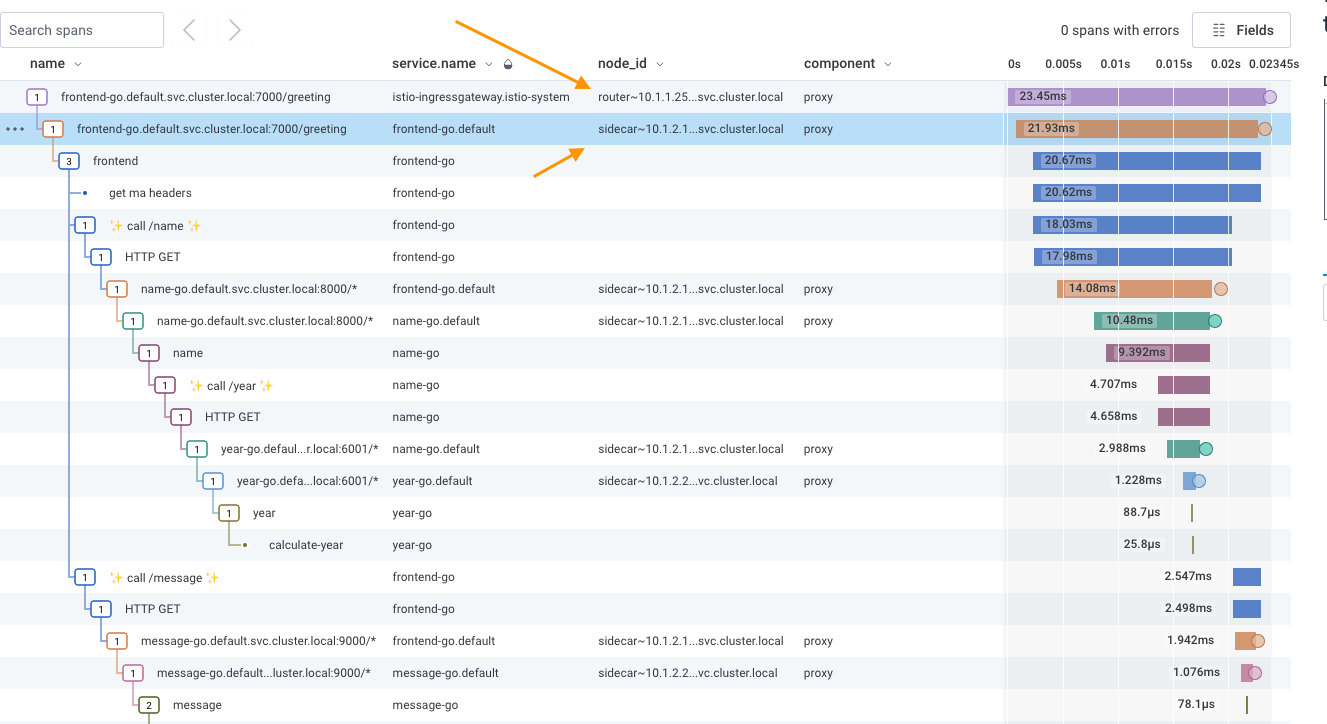 Search spans 0 spans with errors Fields
name service.name node_id component 0s 0.005s 0.01s 0.015s 0.02s 0.02345s
1 frontend-go.default.svc.cluster.local:7000/greeting istio-ingressgateway.istio-system router~10.1.1.25...svc.cluster.local proxy 23.45ms
1 frontend-go.default.svc.cluster.local:7000/greeting frontend-go.default sidecar~10.1.2.1...svc.cluster.local proxy 21.93ms
3 frontend frontend-go 20.67ms
get ma headers frontend-go 20.62ms
1 ✨ call /name ✨ frontend-go 18.03ms
1 HTTP GET frontend-go 17.98ms
1 name-go.default.svc.cluster.local:8000/* frontend-go.default sidecar~10.1.2.1...svc.cluster.local proxy 14.08ms
1 name-go.default.svc.cluster.local:8000/* name-go.default sidecar~10.1.2.1...svc.cluster.local proxy 10.48ms
1 name name-go 9.392ms
1 ✨ call /year ✨ name-go 4.707ms
1 HTTP GET name-go 4.658ms
1 year-go.defaul...r.local:6001/* name-go.default sidecar~10.1.2.1...svc.cluster.local proxy 2.988ms
1 year-go.defa...local:6001/* year-go.default sidecar~10.1.2.2...vc.cluster.local proxy 1.228ms
1 year year-go 88.7μs
calculate-year year-go 25.8μs
1 ✨ call /message ✨ frontend-go 2.547ms
1 HTTP GET frontend-go 2.498ms
1 message-go.default.svc.cluster.local:9000/* frontend-go.default sidecar~10.1.2.1...svc.cluster.local proxy 1.942ms
1 message-go.default...luster.local:9000/* message-go.default sidecar~10.1.2.2...vc.cluster.local proxy 1.076ms
2 message message-go 78.1μs